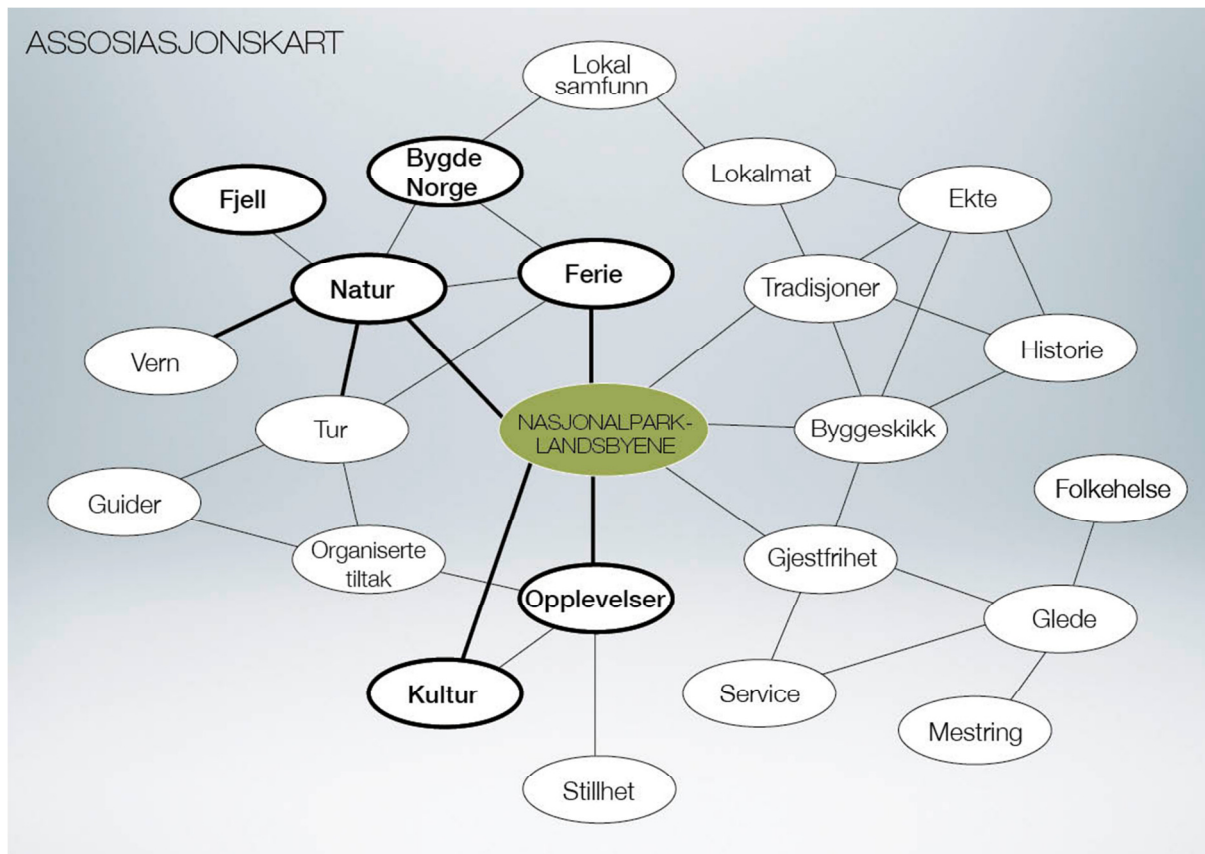 ASSOSIASJONSKART
Lokal
samfunn
Bygde
Norge
Lokalmat
Fjell
Ekte
Natur
Ferie
Tradisjoner
Vern
Historie
Tur
NASJONALPARK-
LANDSBYENE
Byggeskikk
Guider
Folkehelse
Organiserte
tiltak
Gjestfrihet
Opplevelser
Glede
Kultur
Service
Mestring
Stillhet